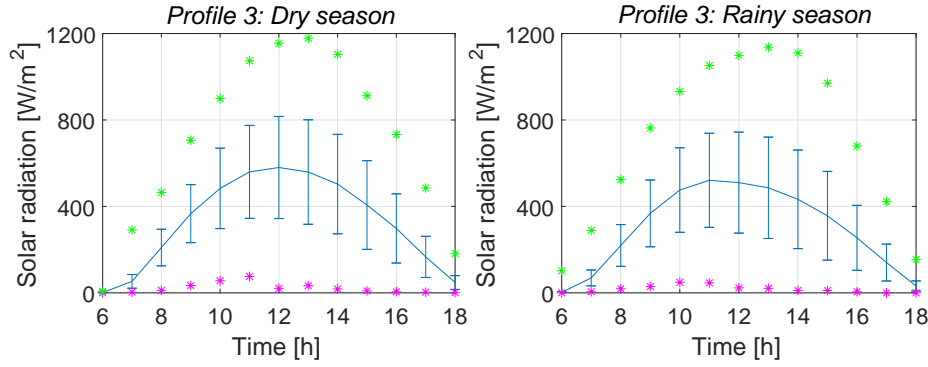 Profile 3: Dry season
Solar radiation [W/m²]
1200
800
400
0
6 8 10 12 14 16 18
Time [h]
Profile 3: Rainy season
Solar radiation [W/m²]
1200
800
400
0
6 8 10 12 14 16 18
Time [h]